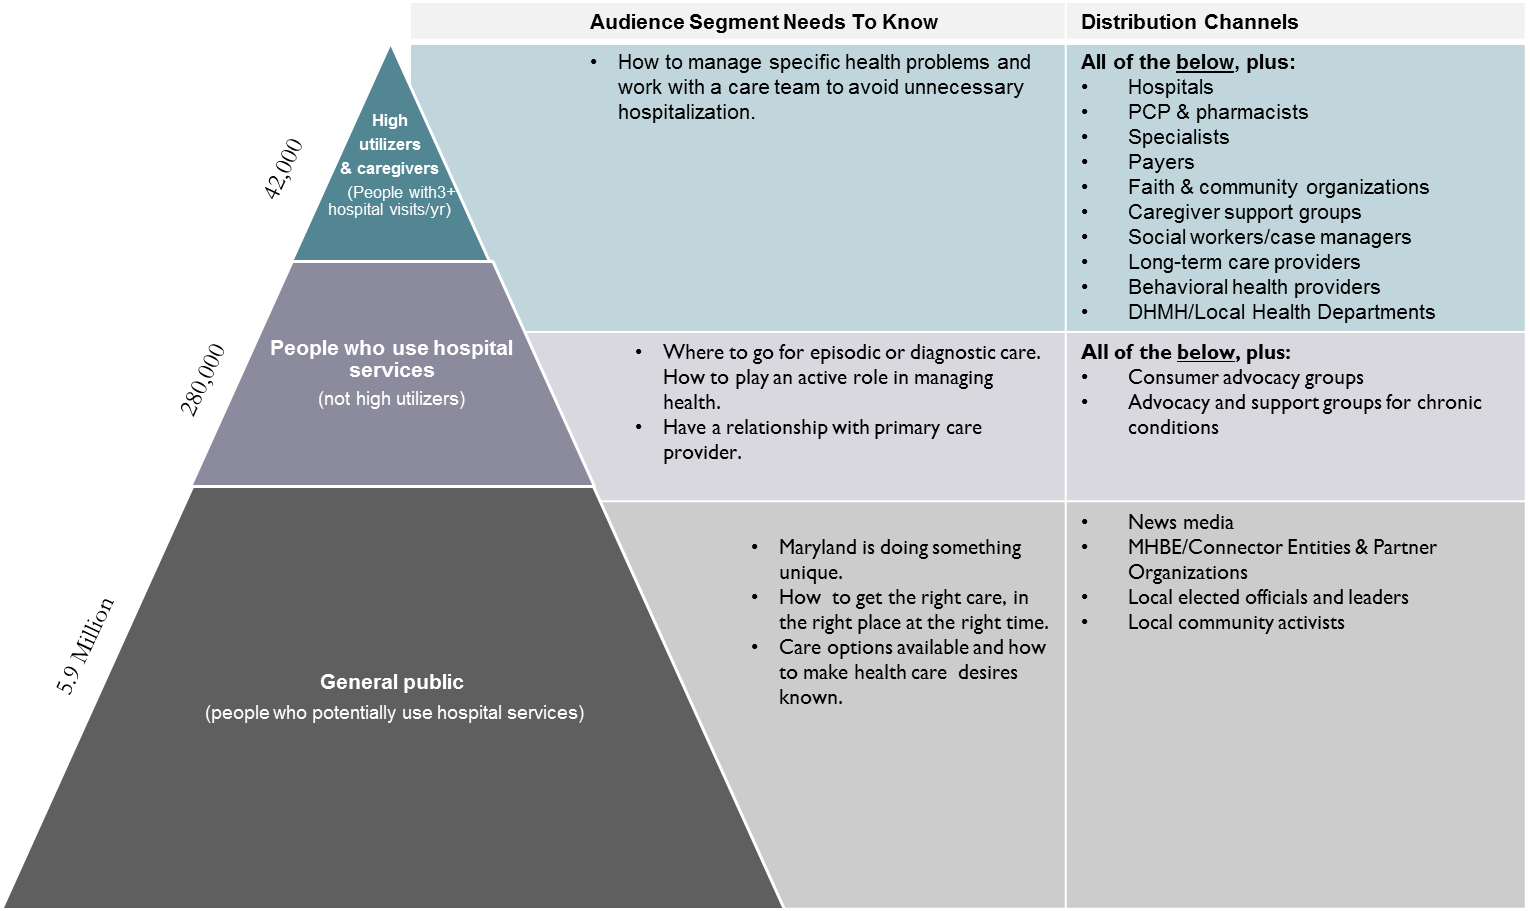 Audience Segment Needs To Know
Distribution Channels
42,000
High
utilizers
& caregivers
(People with3+
hospital visits/yr)
• How to manage specific health problems and
work with a care team to avoid unnecessary
hospitalization.
All of the below, plus:
• Hospitals
• PCP & pharmacists
• Specialists
• Payers
• Faith & community organizations
• Caregiver support groups
• Social workers/case managers
• Long-term care providers
• Behavioral health providers
• DHMH/Local Health Departments
280,000
People who use hospital
services
(not high utilizers)
• Where to go for episodic or diagnostic care.
How to play an active role in managing
health.
• Have a relationship with primary care
provider.
All of the below, plus:
• Consumer advocacy groups
• Advocacy and support groups for chronic
conditions
5.9 Million
General public
(people who potentially use hospital services)
• Maryland is doing something
unique.
• How to get the right care, in
the right place at the right time.
• Care options available and how
to make health care desires
known.
• News media
• MHBE/Connector Entities & Partner
Organizations
• Local elected officials and leaders
• Local community activists